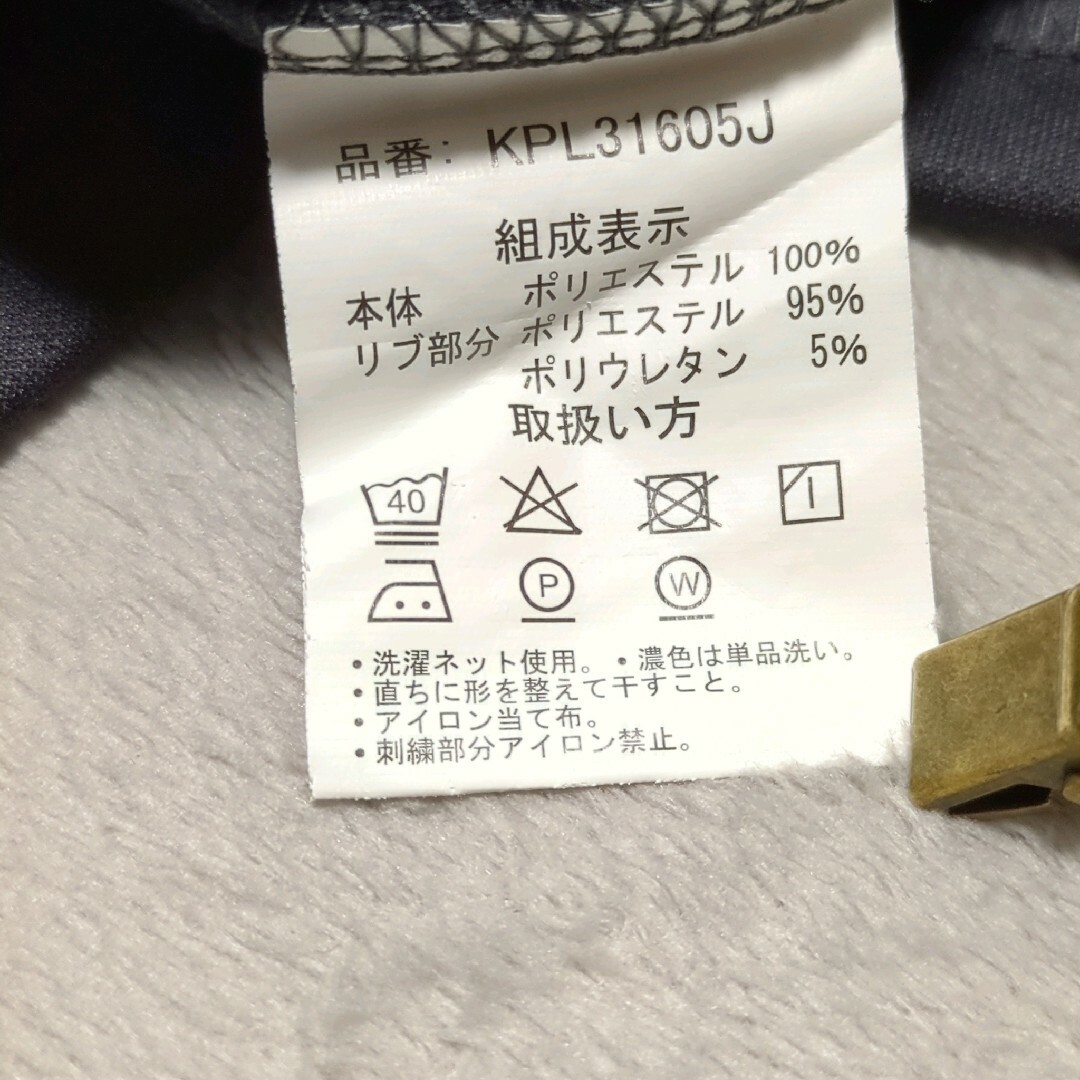 品番: KPL31605J
組成表示
本体 ポリエステル 100%
リブ部分 ポリエステル 95%
ポリウレタン 5%
取扱い方
40
P W
・洗濯ネット使用。・濃色は単品洗い。
・直ちに形を整えて干すこと。
・アイロン当て布。
・刺繍部分アイロン禁止。